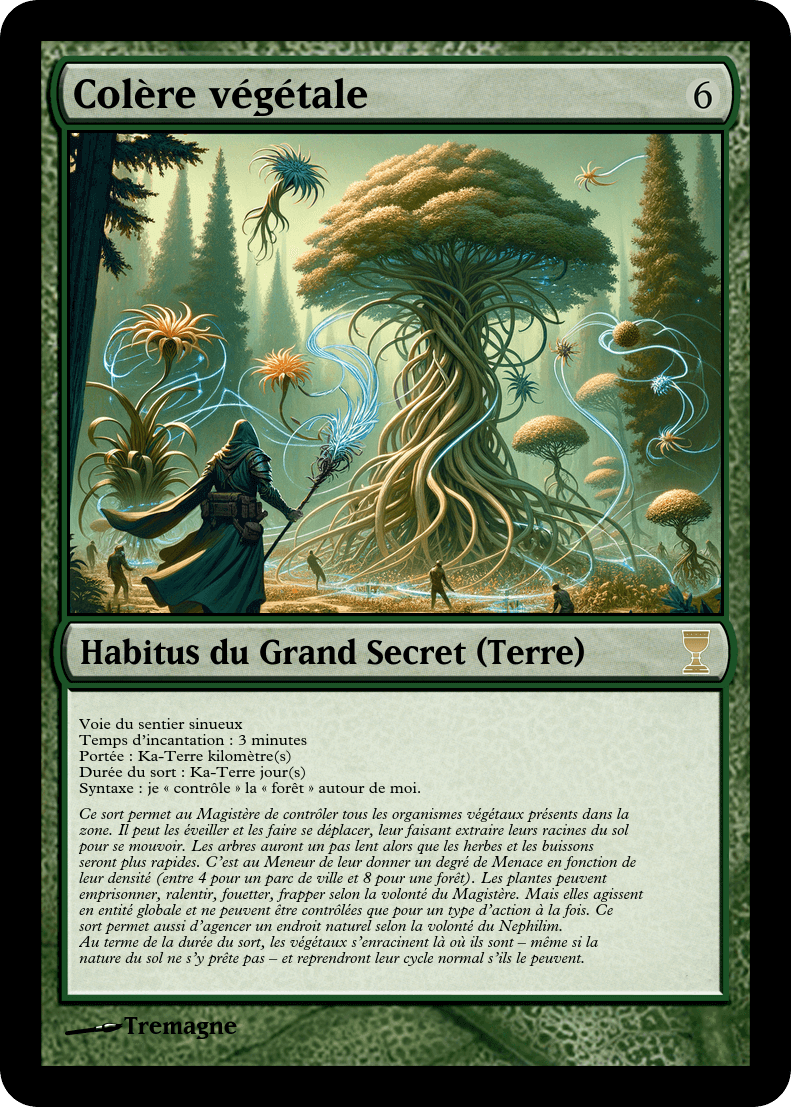 Colère végétale
6
Habitus du Grand Secret (Terre)
Voie du sentier sinueux
Temps d'incantation : 3 minutes
Portée : Ka-Terre kilomètre(s)
Durée du sort : Ka-Terre jour(s)
Syntaxe : je « contrôle » la « forêt » autour de moi.
Ce sort permet au Magistère de contrôler tous les organismes végétaux présents dans la
zone. Il peut les éveiller et les faire se déplacer, leur faisant extraire leurs racines du sol
pour se mouvoir. Les arbres auront un pas lent alors que les herbes et les buissons
seront plus rapides. C'est au Meneur de leur donner un degré de Menace en fonction de
leur densité (entre 4 pour un parc de ville et 8 pour une forêt). Les plantes peuvent
emprisonner, ralentir, fouetter, frapper selon la volonté du Magistère. Mais elles agissent
en entité globale et ne peuvent être contrôlées que pour un type d'action à la fois. Ce
sort permet aussi d'agencer un endroit naturel selon la volonté du Nephilim.
Au terme de la durée du sort, les végétaux s'enracinent là où ils sont – même si la
nature du sol ne s'y prête pas – et reprendront leur cycle normal s'ils le peuvent.
Tremagne